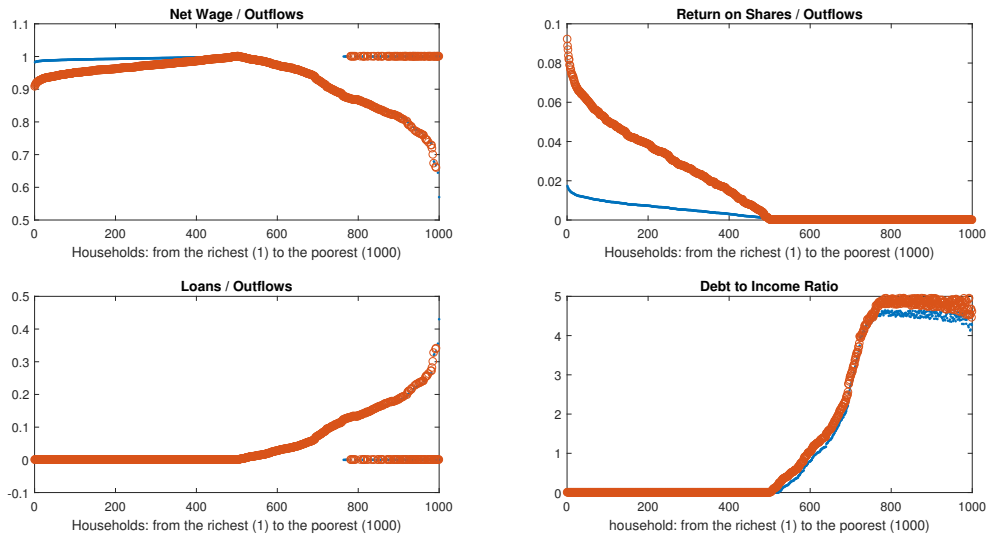 Net Wage / Outflows
1.1
1
0.9
0.8
0.7
0.6
0.5
0 200 400 600 800 1000
Households: from the richest (1) to the poorest (1000)
Return on Shares / Outflows
0.1
0.08
0.06
0.04
0.02
0
0 200 400 600 800 1000
Households: from the richest (1) to the poorest (1000)
Loans / Outflows
0.5
0.4
0.3
0.2
0.1
0
-0.1
0 200 400 600 800 1000
Households: from the richest (1) to the poorest (1000)
Debt to Income Ratio
5
4
3
2
1
0
0 200 400 600 800 1000
household: from the richest (1) to the poorest (1000)